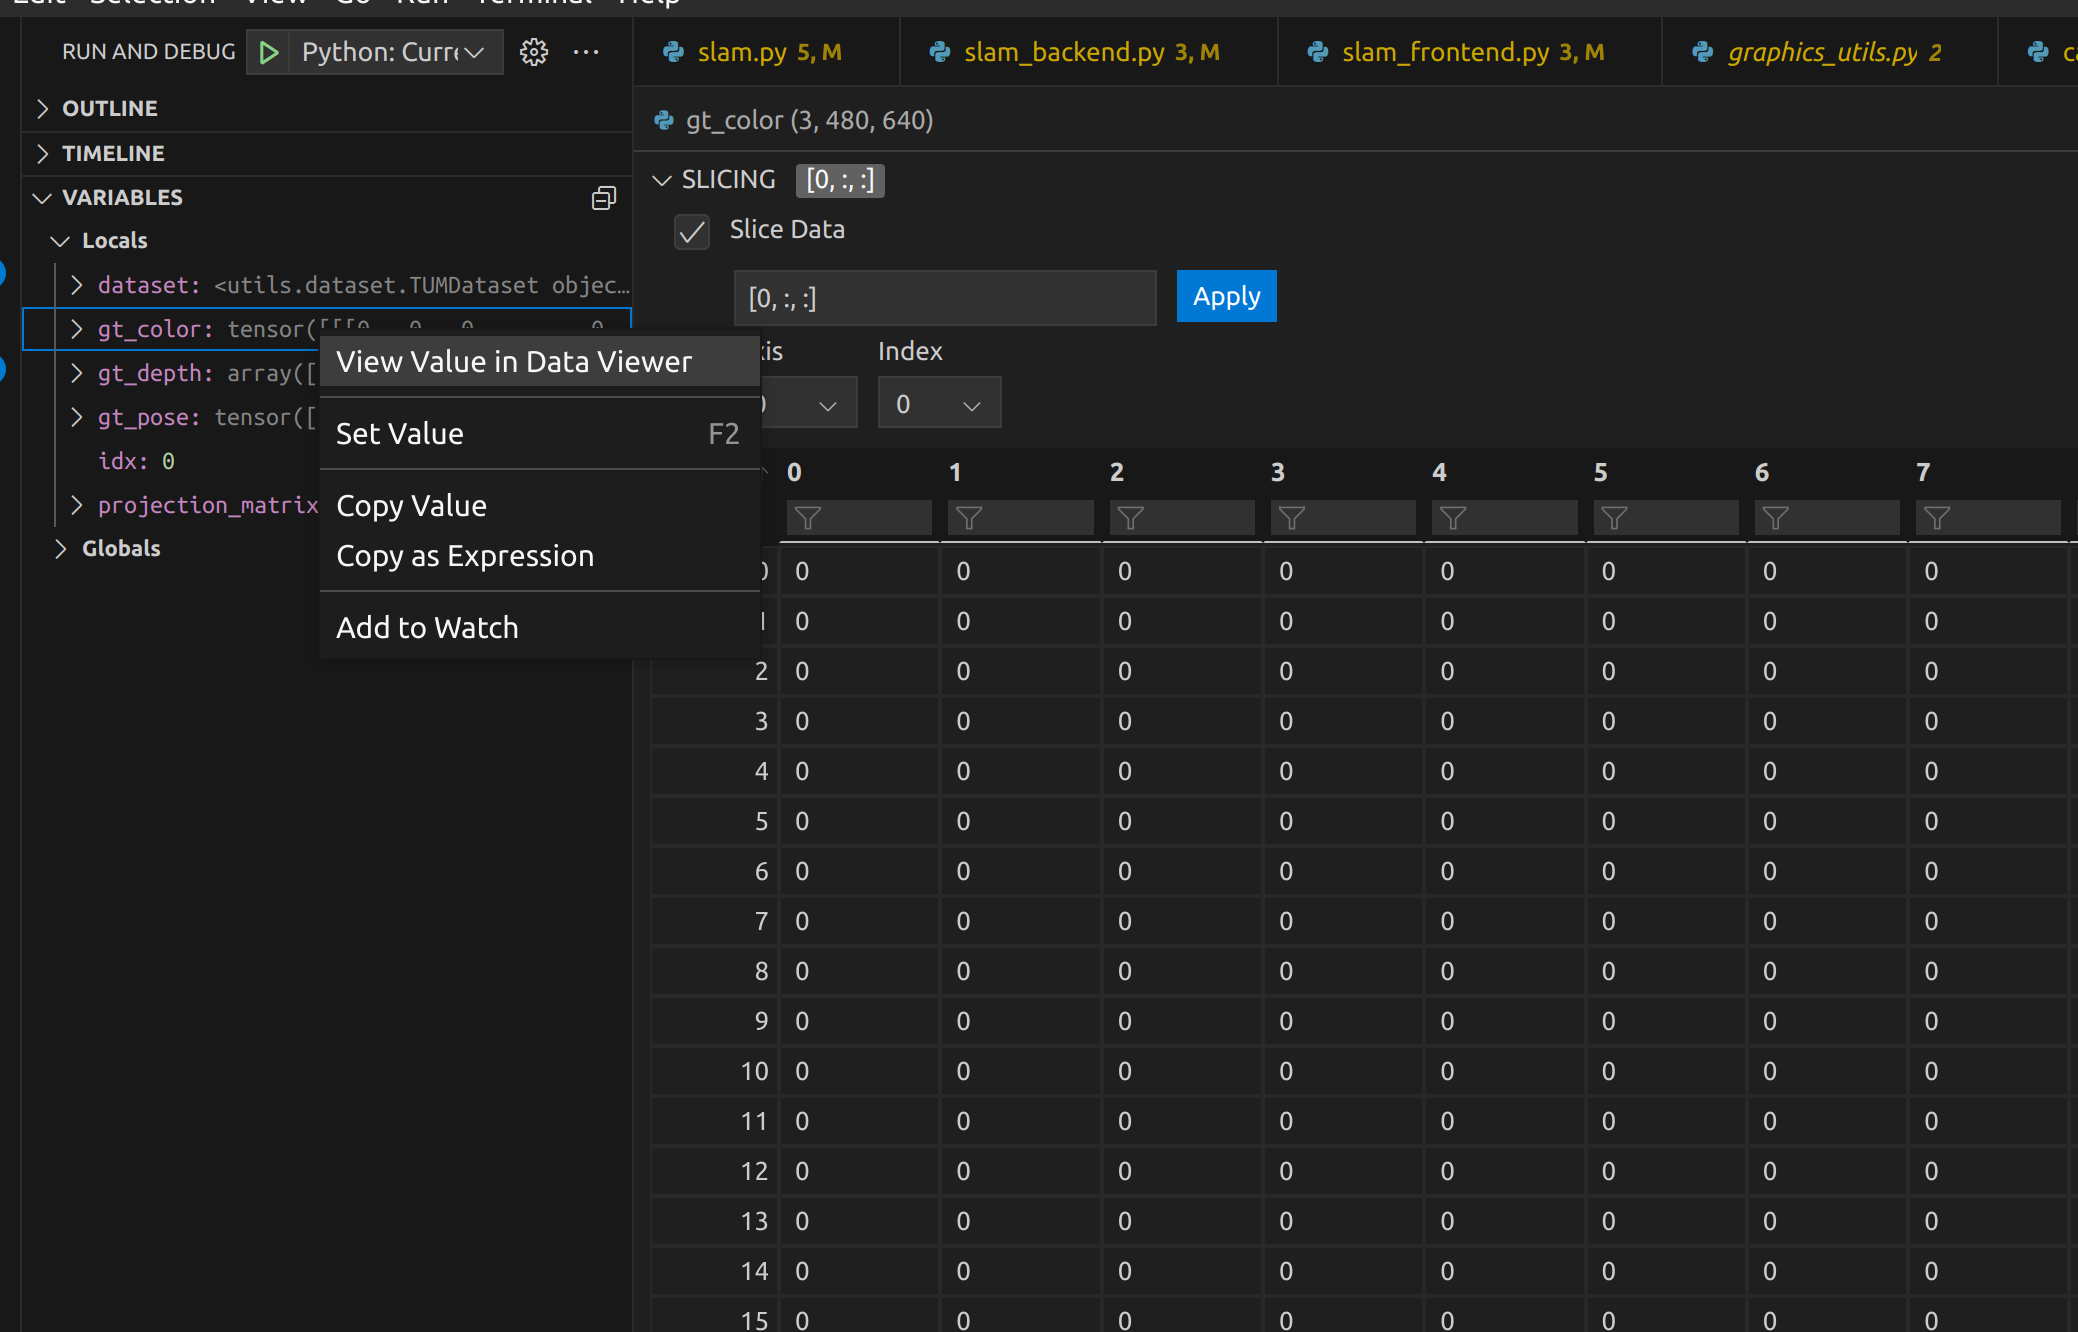 Edit Selection View Go Run Terminal Help
RUN AND DEBUG
Python: Curre
slam.py 5, M
slam_backend.py 3, M
slam_frontend.py 3, M
graphics_utils.py 2
OUTLINE
TIMELINE
VARIABLES
Locals
dataset: <utils.dataset.TUMDataset objec…
gt_color: tensor([[[0, 0, 0, 0
gt_depth: array([
gt_pose: tensor([
idx: 0
projection_matrix
Globals
View Value in Data Viewer
Set Value F2
Copy Value
Copy as Expression
Add to Watch
gt_color (3, 480, 640)
SLICING [0, :, :]
Slice Data
[0, :, :]
Apply
Index
0
0 1 2 3 4 5 6 7
0 0 0 0 0 0 0 0
0 0 0 0 0 0 0 0
2 0 0 0 0 0 0 0 0
3 0 0 0 0 0 0 0 0
4 0 0 0 0 0 0 0 0
5 0 0 0 0 0 0 0 0
6 0 0 0 0 0 0 0 0
7 0 0 0 0 0 0 0 0
8 0 0 0 0 0 0 0 0
9 0 0 0 0 0 0 0 0
10 0 0 0 0 0 0 0 0
11 0 0 0 0 0 0 0 0
12 0 0 0 0 0 0 0 0
13 0 0 0 0 0 0 0 0
14 0 0 0 0 0 0 0 0
15 0 0 0 0 0 0 0 0